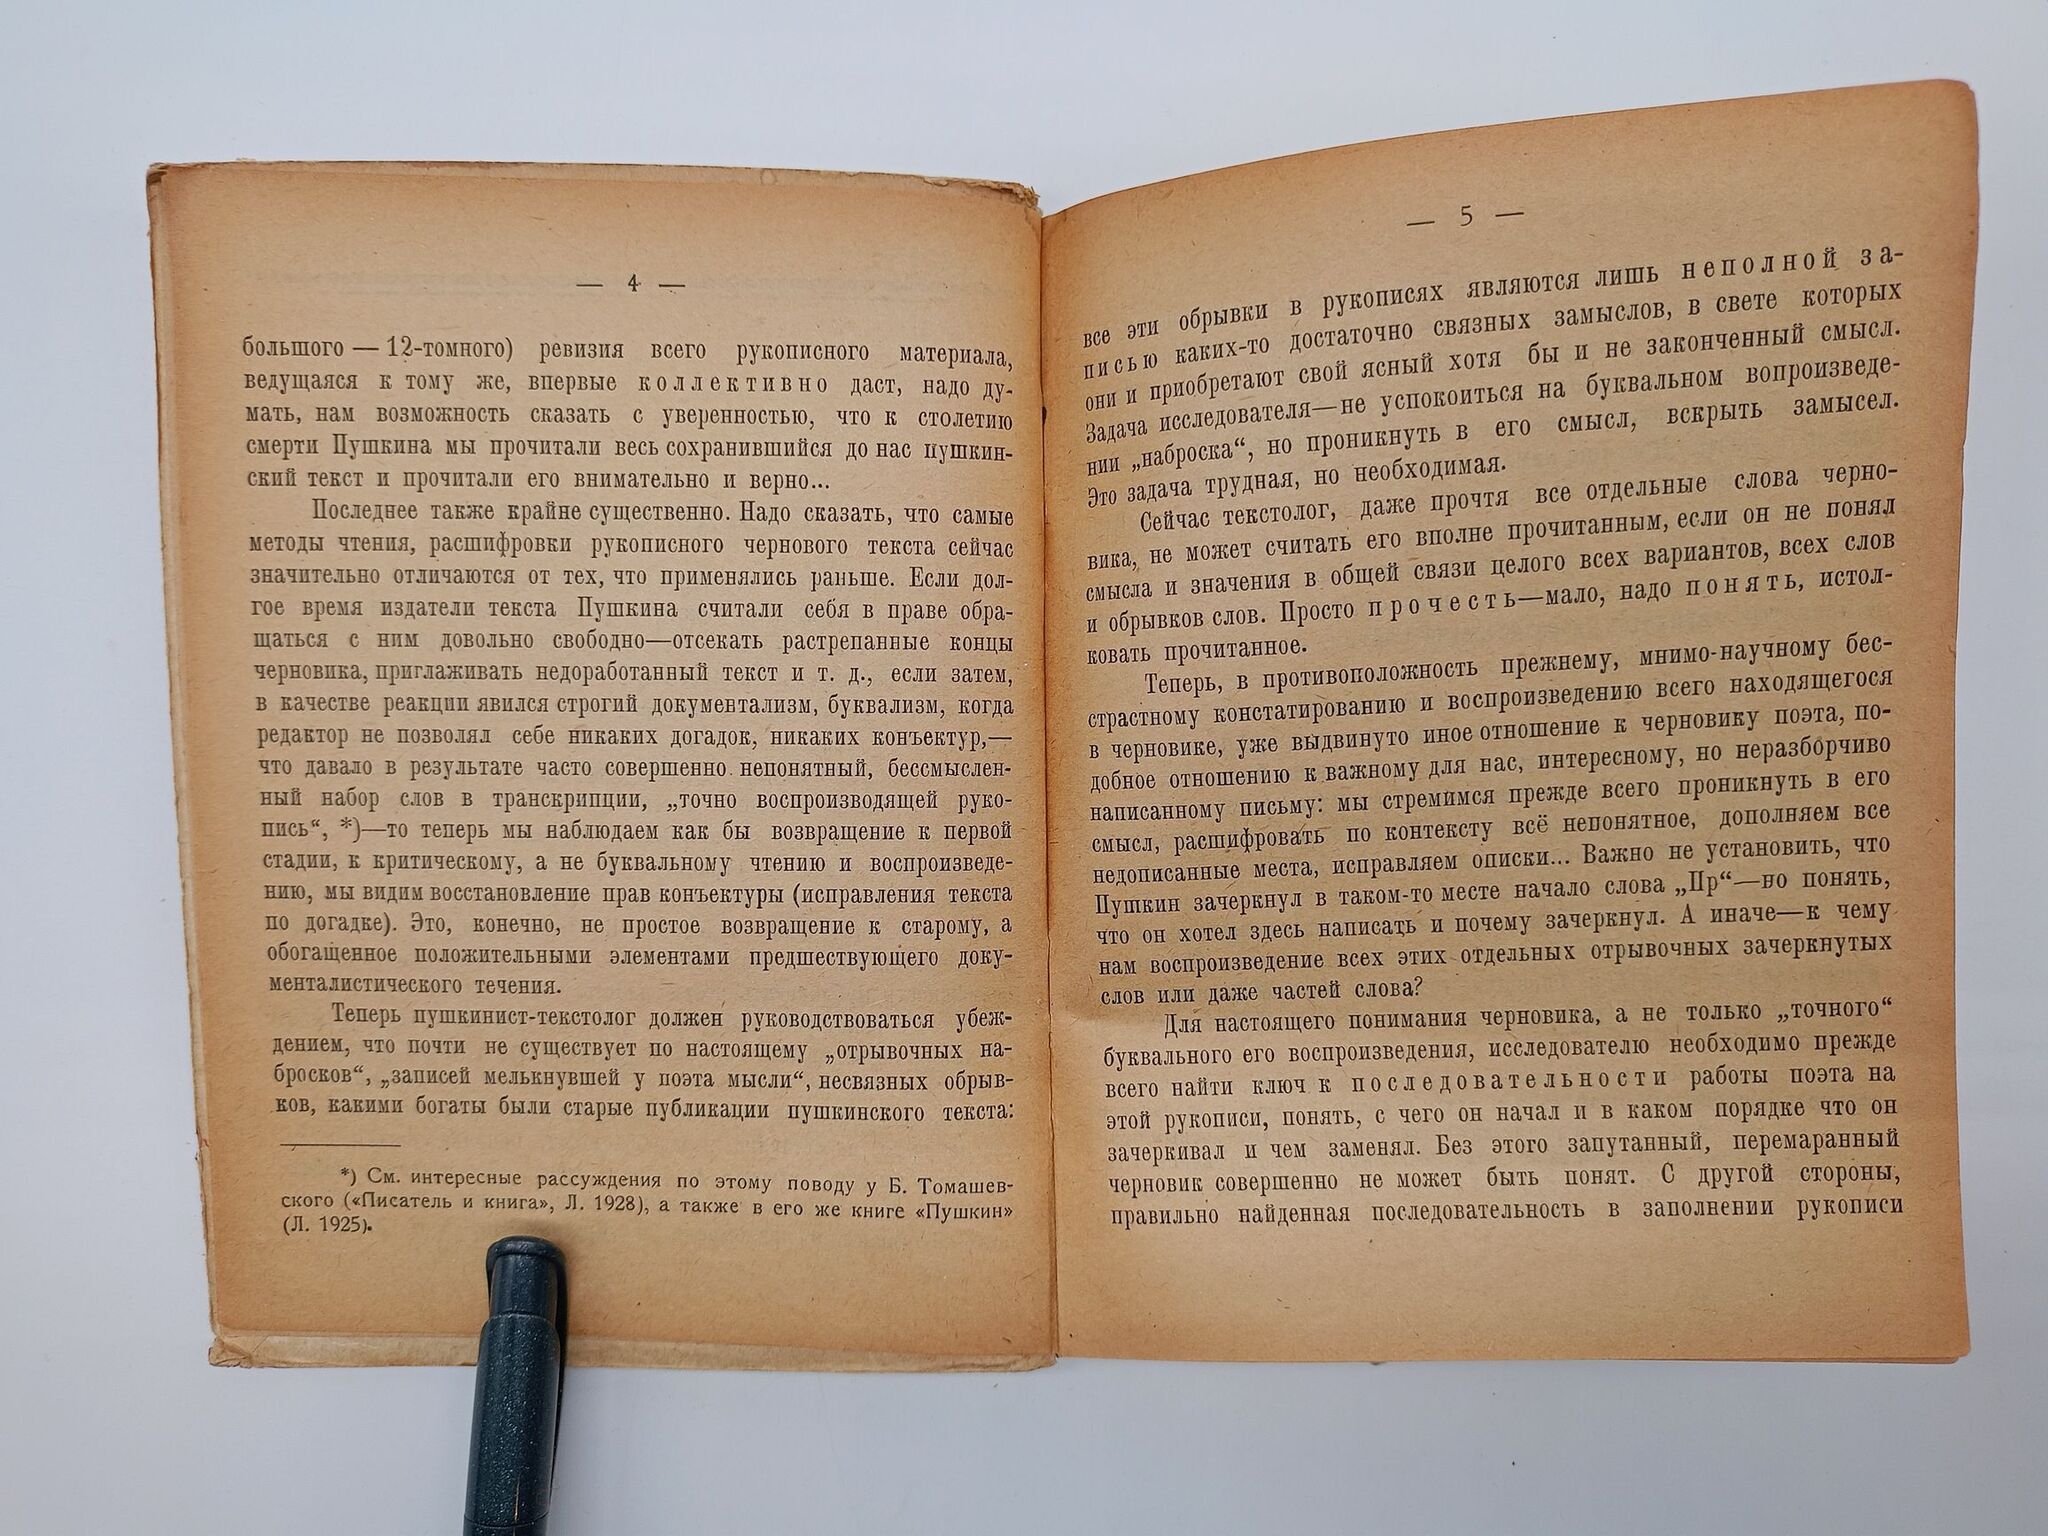 — 4 —
большого — 12-томного) ревизия всего рукописного материала,
ведущаяся к тому же, впервые коллективно даст, надо ду-
мать, нам возможность сказать с уверенностью, что к столетию
смерти Пушкина мы прочитали весь сохранившийся до нас пушкин-
ский текст и прочитали его внимательно и верно...
Последнее также крайне существенно. Надо сказать, что самые
методы чтения, расшифровки рукописного чернового текста сейчас
значительно отличаются от тех, что применялись раньше. Если дол-
гое время издатели текста Пушкина считали себя в праве обра-
щаться с ним довольно свободно—отсекать растрепанные концы
черновика, приглаживать недоработанный текст и т. д., если затем,
в качестве реакции явился строгий документализм, буквализм, когда
редактор не позволял себе никаких догадок, никаких конъектур,—
что давало в результате часто совершенно непонятный, бессмыслен-
ный набор слов в транскрипции, „точно воспроизводящей руко-
пись“, *)—то теперь мы наблюдаем как бы возвращение к первой
стадии, к критическому, а не буквальному чтению и воспроизведе-
нию, мы видим восстановление прав конъектуры (исправления текста
по догадке). Это, конечно, не простое возвращение к старому, а
обогащенное положительными элементами предшествующего доку-
менталистического течения.
Теперь пушкинист-текстолог должен руководствоваться убеж-
дением, что почти не существует по настоящему „отрывочных на-
бросков“, „записей мелькнувшей у поэта мысли“, несвязных обрыв-
ков, какими богаты были старые публикации пушкинского текста:
*) См. интересные рассуждения по этому поводу у Б. Томашев-
ского («Писатель и книга», Л. 1928), а также в его же книге «Пушкин»
(Л. 1925).
— 5 —
все эти обрывки в рукописях являются лишь неполной за-
писью каких-то достаточно связных замыслов, в свете которых
они и приобретают свой ясный хотя бы и не законченный смысл.
Задача исследователя—не успокоиться на буквальном вопроизведе-
нии „наброска“, но проникнуть в его смысл, вскрыть замысел.
Это задача трудная, но необходимая.
Сейчас текстолог, даже прочтя все отдельные слова черно-
вика, не может считать его вполне прочитанным, если он не понял
смысла и значения в общей связи целого всех вариантов, всех слов
и обрывков слов. Просто прочесть—мало, надо понять, истол-
ковать прочитанное.
Теперь, в противоположность прежнему, мнимо-научному бес-
страстному констатированию и воспроизведению всего находящегося
в черновике, уже выдвинуто иное отношение к черновику поэта, по-
добное отношению к важному для нас, интересному, но неразборчиво
написанному письму: мы стремимся прежде всего проникнуть в его
смысл, расшифровать по контексту всё непонятное, дополняем все
недописанные места, исправляем описки... Важно не установить, что
Пушкин зачеркнул в таком-то месте начало слова „Пр“—но понять,
что он хотел здесь написать и почему зачеркнул. А иначе—к чему
нам воспроизведение всех этих отдельных отрывочных зачеркнутых
слов или даже частей слова?
Для настоящего понимания черновика, а не только „точного“
буквального его воспроизведения, исследователю необходимо прежде
всего найти ключ к последовательности работы поэта на
этой рукописи, понять, с чего он начал и в каком порядке что он
зачеркивал и чем заменял. Без этого запутанный, перемаранный
черновик совершенно не может быть понят. С другой стороны,
правильно найденная последовательность в заполнении рукописи